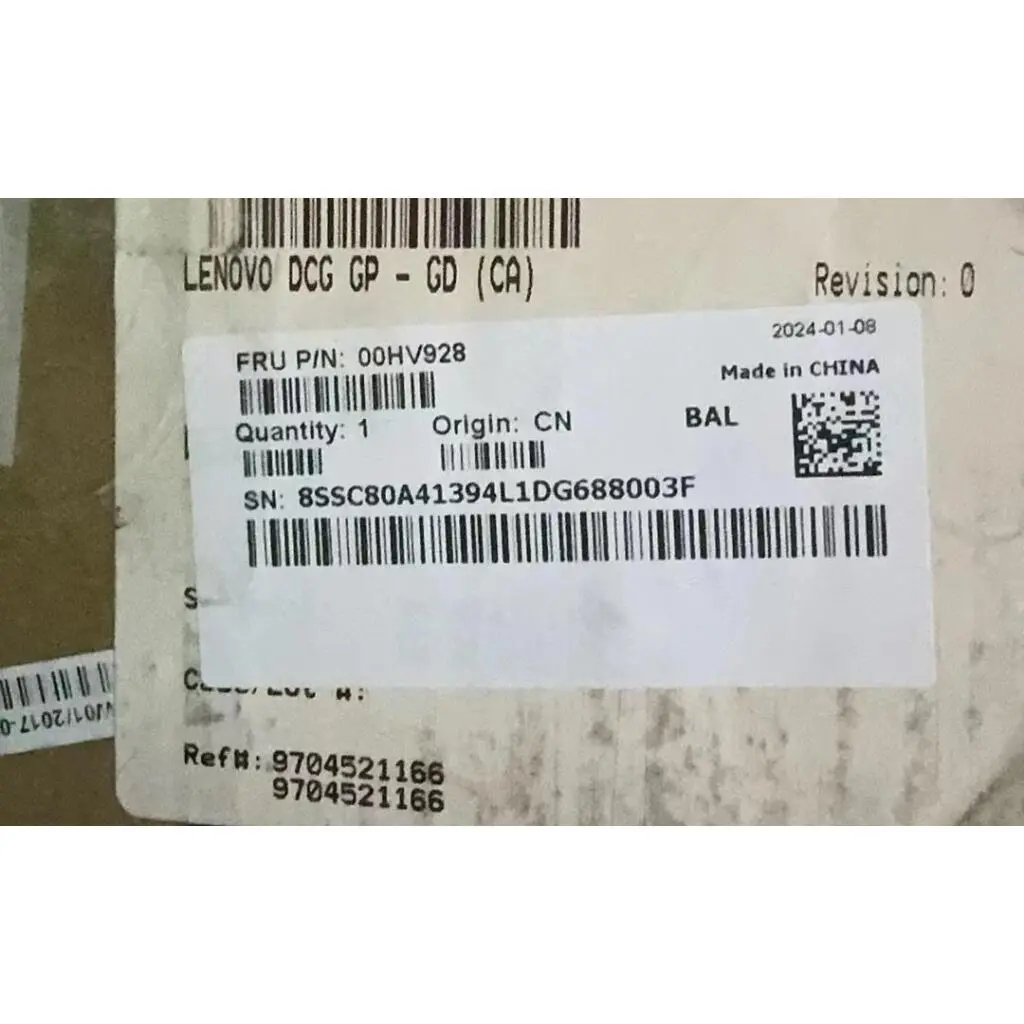 LENOVO DCG GP - GD (CA)
Revision: 0
2024-01-08
FRU P/N: 00HV928
Made in CHINA
Quantity: 1
Origin: CN
BAL
SN: 8SSC80A41394L1DG688003F
Ref#: 9704521166
9704521166